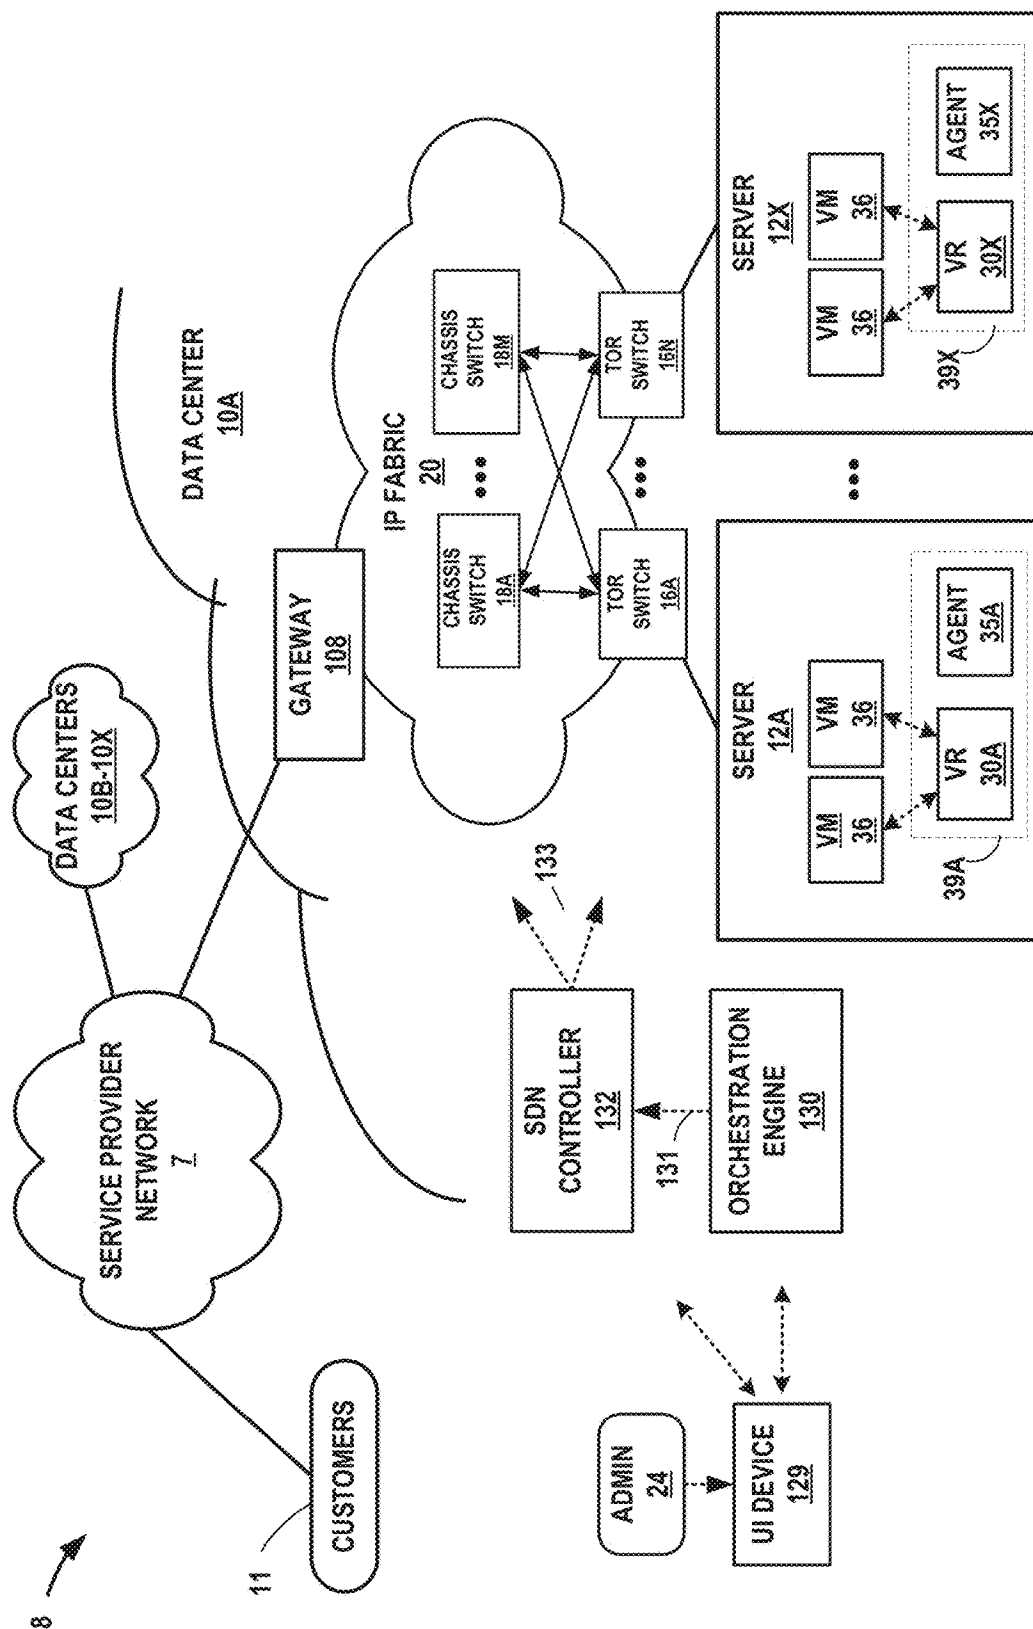 8
CUSTOMERS
11
SERVICE PROVIDER
NETWORK
7
DATA CENTERS
10B-10X
DATA CENTER
10A
GATEWAY
108
IP FABRIC
20
CHASSIS
SWITCH
18A
•••
CHASSIS
SWITCH
18M
TOR
SWITCH
16A
•••
TOR
SWITCH
16N
ADMIN
24
UI DEVICE
129
SDN
CONTROLLER
132
133
131
ORCHESTRATION
ENGINE
130
SERVER
12A
VM
36
VM
36
VR
30A
AGENT
35A
39A
•••
SERVER
12X
VM
36
VM
36
VR
30X
AGENT
35X
39X